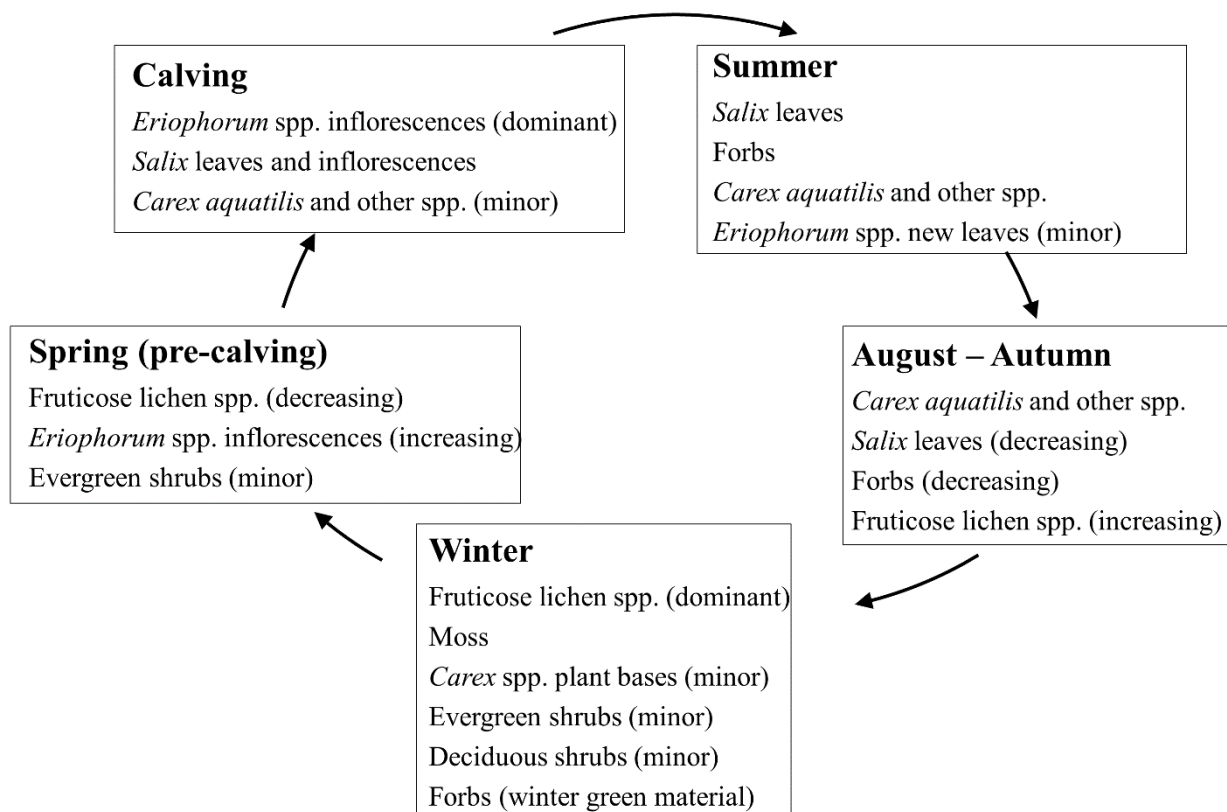 Calving
Eriophorum spp. inflorescences (dominant)
Salix leaves and inflorescences
Carex aquatilis and other spp. (minor)
Summer
Salix leaves
Forbs
Carex aquatilis and other spp.
Eriophorum spp. new leaves (minor)
Spring (pre-calving)
Fruticose lichen spp. (decreasing)
Eriophorum spp. inflorescences (increasing)
Evergreen shrubs (minor)
August – Autumn
Carex aquatilis and other spp.
Salix leaves (decreasing)
Forbs (decreasing)
Fruticose lichen spp. (increasing)
Winter
Fruticose lichen spp. (dominant)
Moss
Carex spp. plant bases (minor)
Evergreen shrubs (minor)
Deciduous shrubs (minor)
Forbs (winter green material)